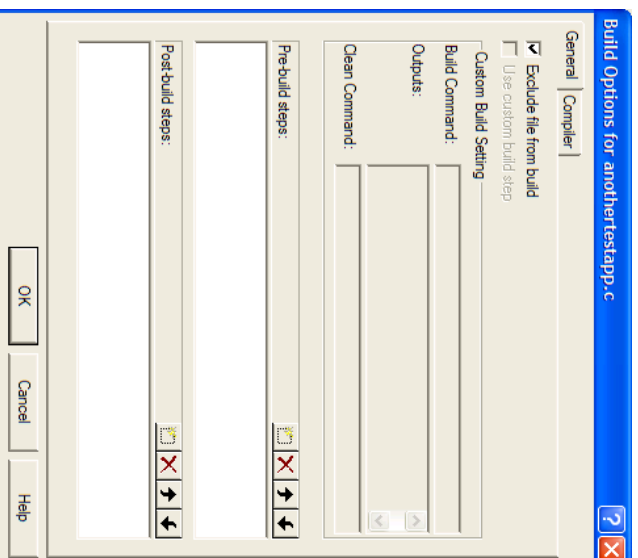 Build Options for anothertestapp.c
General Compiler
Exclude file from build
Use custom build step
Custom Build Setting
Build Command:
Outputs:
Clean Command:
Pre-build steps:
Post-build steps:
OK Cancel Help